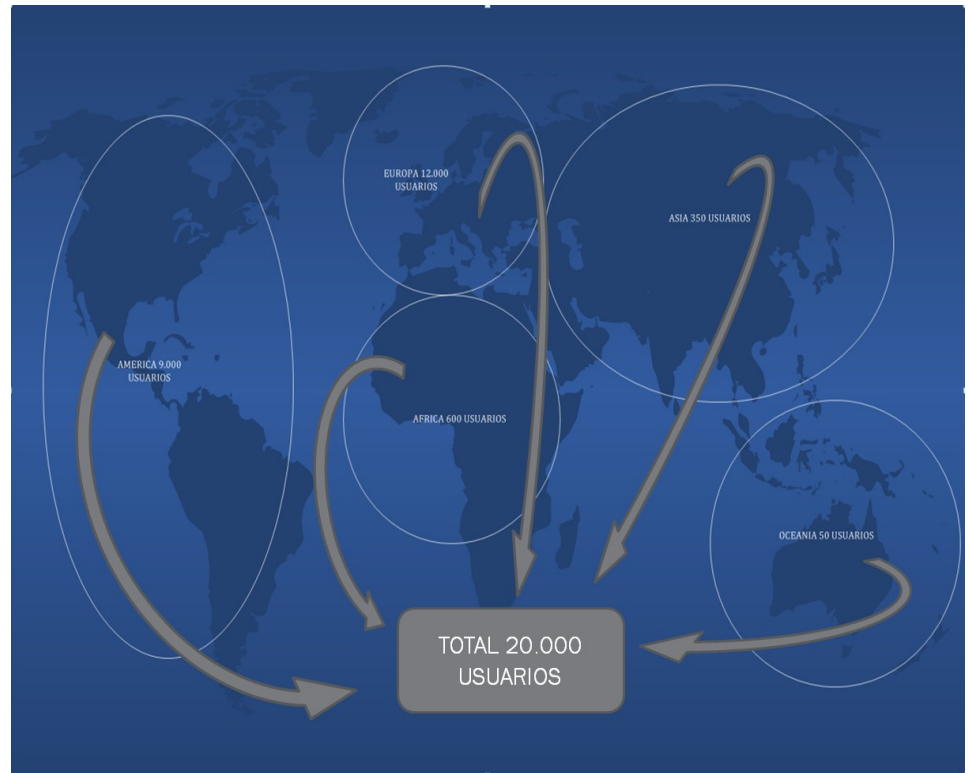 EUROPA 12.000
USUARIOS
ASIA 350 USUARIOS
AMERICA 9.000
USUARIOS
AFRICA 600 USUARIOS
OCEANIA 50 USUARIOS
TOTAL 20.000
USUARIOS